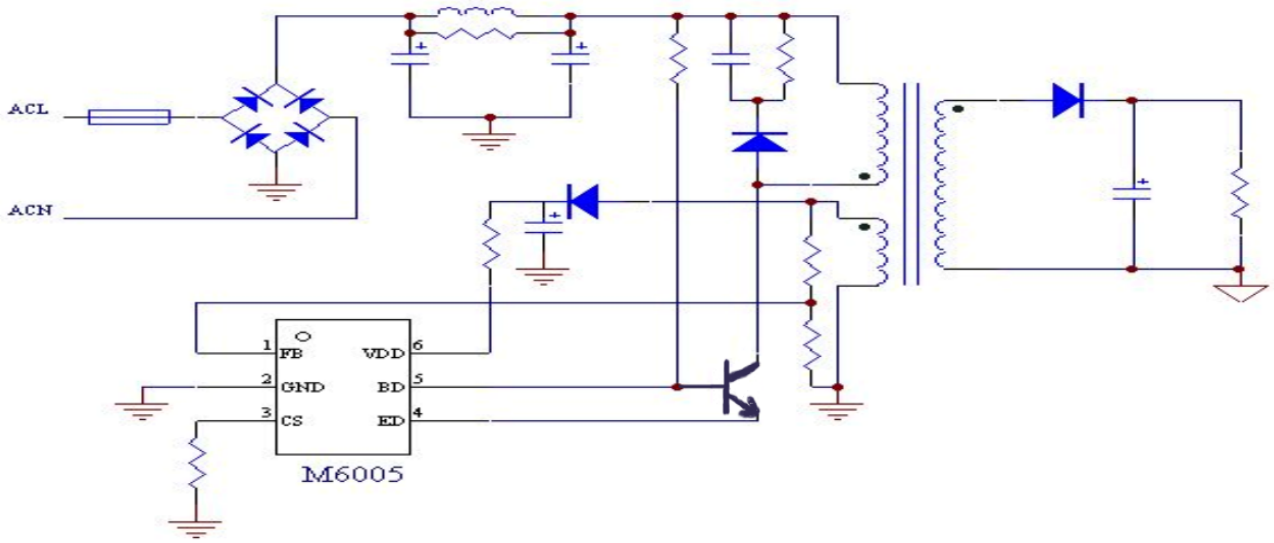 ACL
ACN
1 FB VDD 6
2 GND BD 5
3 CS ED 4
M6005
+
+
+
+